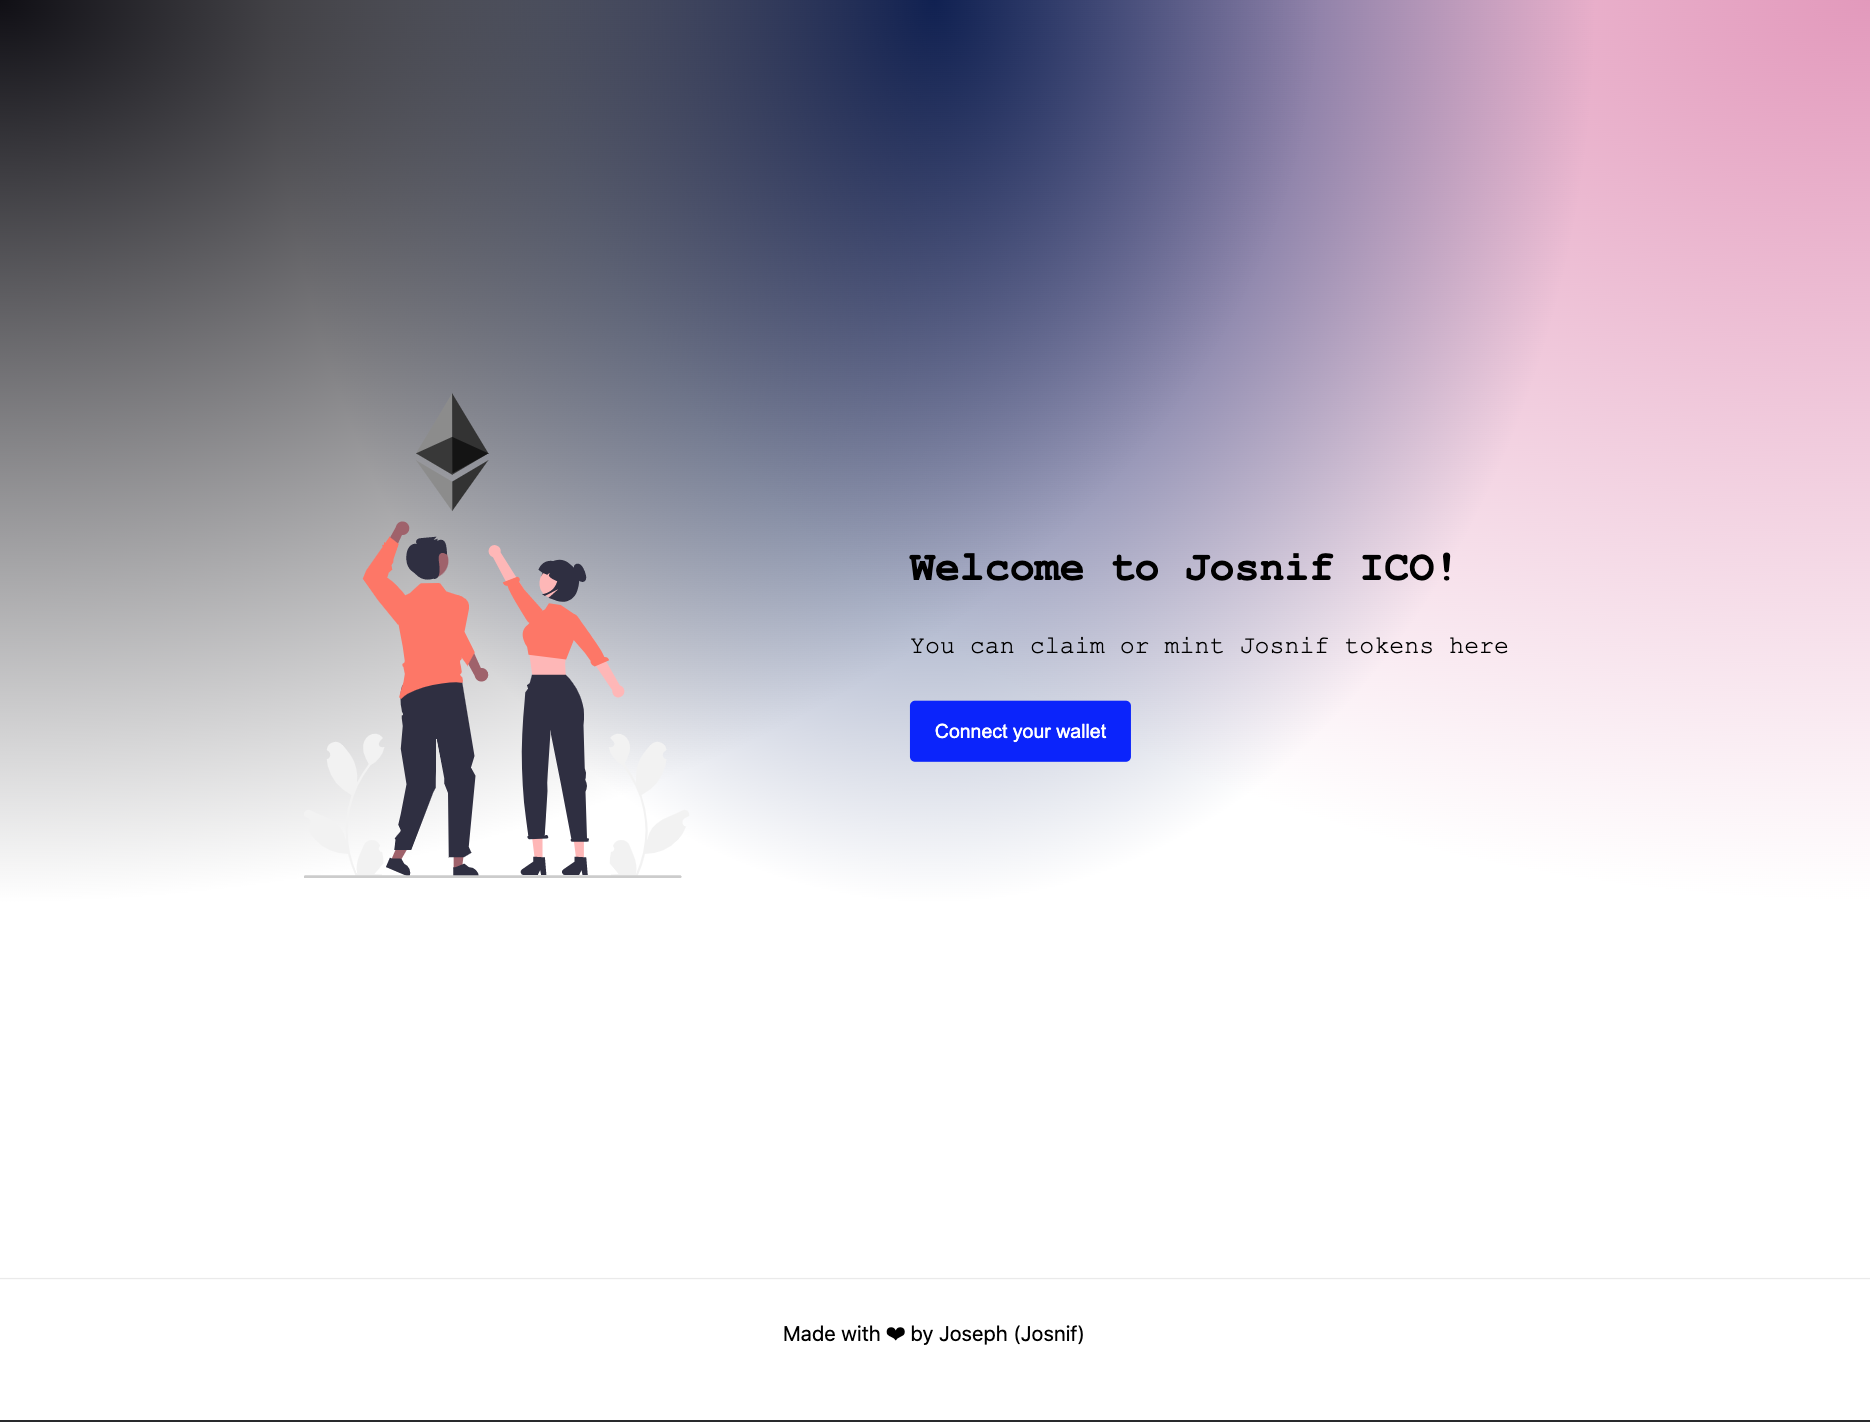 Welcome to Josnif ICO!
You can claim or mint Josnif tokens here
Connect your wallet
Made with ❤ by Joseph (Josnif)